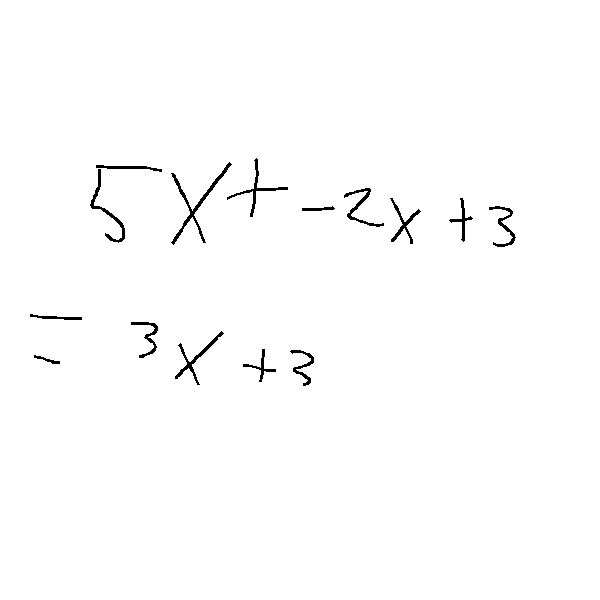 5x + -2x + 3
= 3x + 3